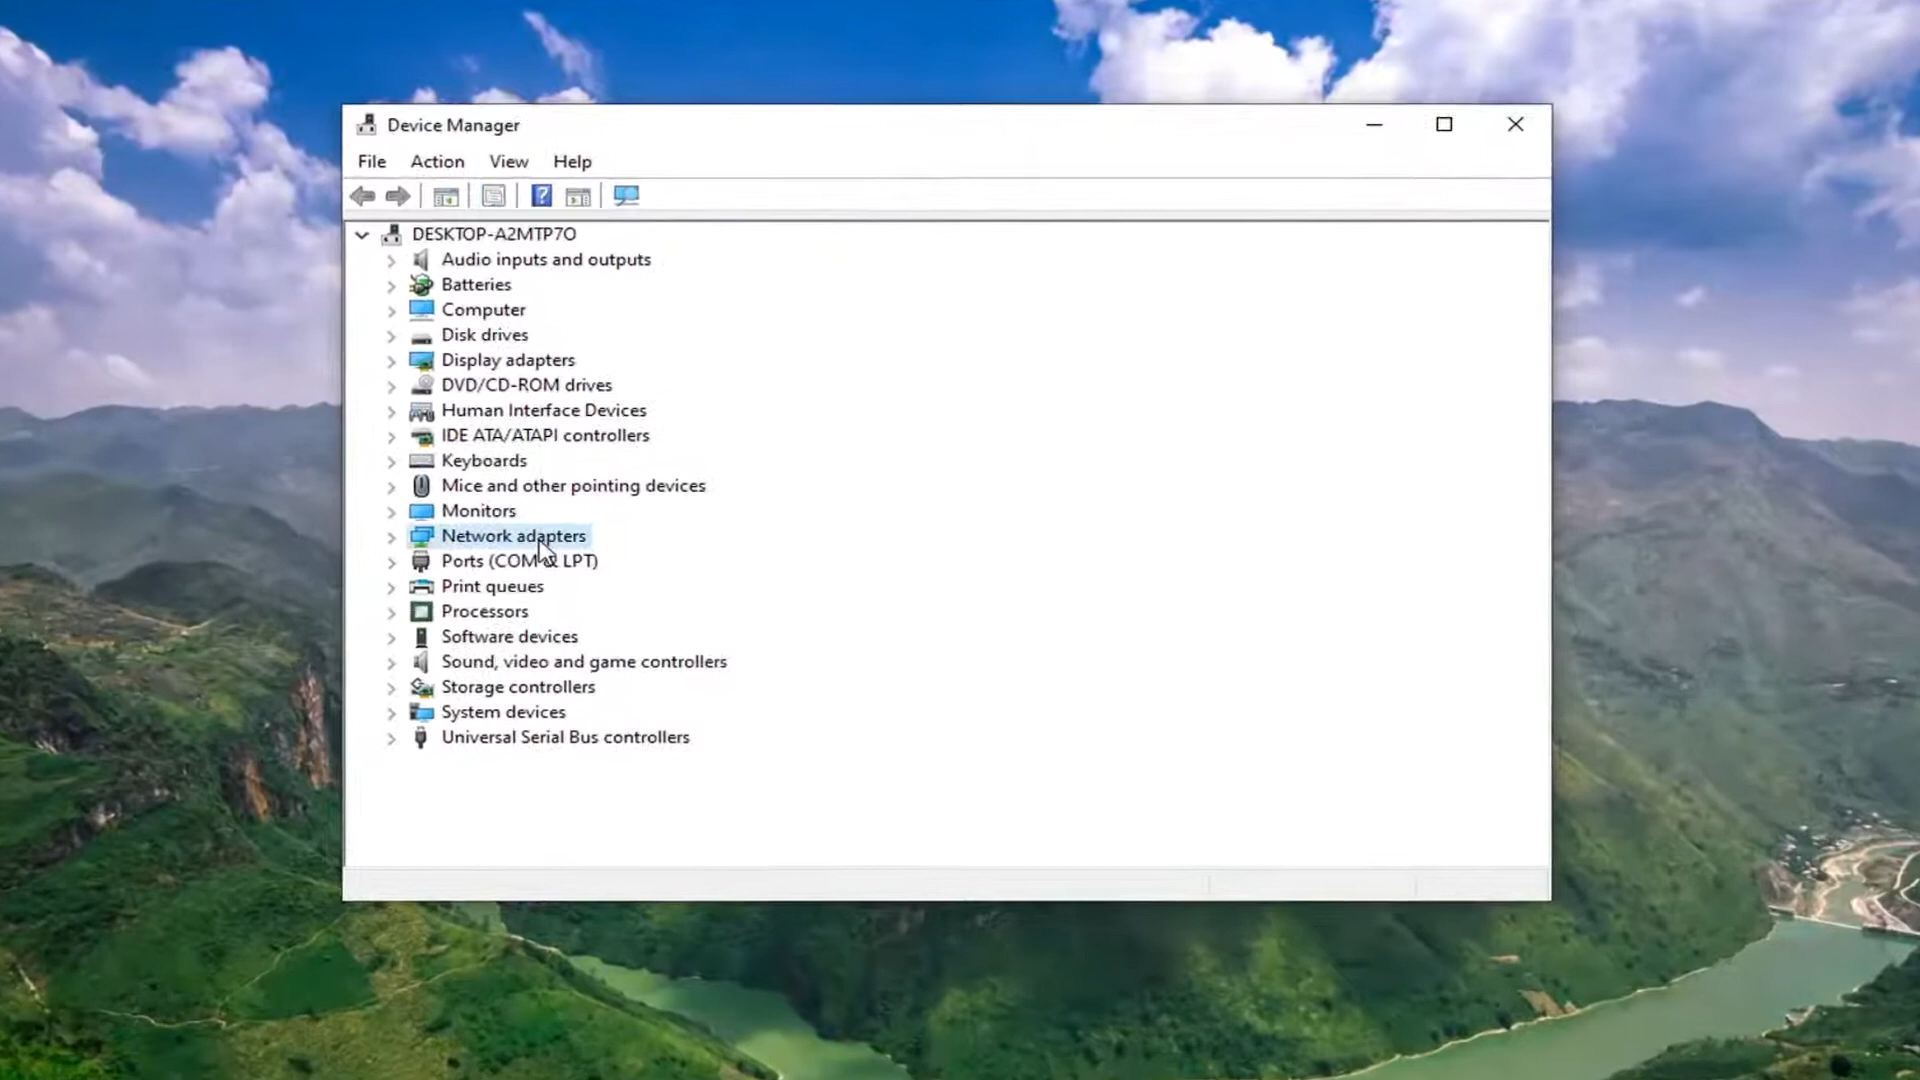 Device Manager
File Action View Help
DESKTOP-A2MTP7O
Audio inputs and outputs
Batteries
Computer
Disk drives
Display adapters
DVD/CD-ROM drives
Human Interface Devices
IDE ATA/ATAPI controllers
Keyboards
Mice and other pointing devices
Monitors
Network adapters
Ports (COM & LPT)
Print queues
Processors
Software devices
Sound, video and game controllers
Storage controllers
System devices
Universal Serial Bus controllers